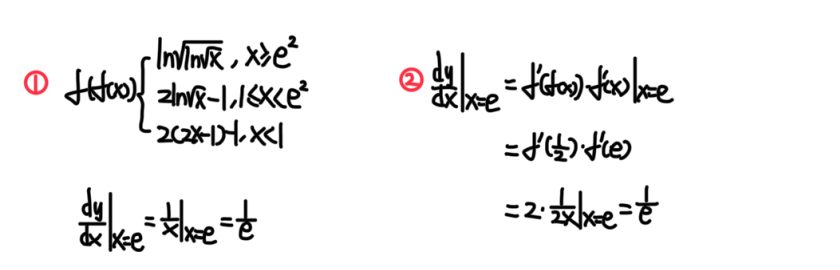 ① f(f(x)) { ln√(ln√x), x≥e²
2ln√x-1, 1≤x<e²
2(2x-1)-1, x<1
dy/dx|x=e = 1/x|x=e = 1/e
② dy/dx|x=e = f'(f(x))·f'(x)|x=e
= f'(1/2)·f'(e)
= 2·1/2x|x=e = 1/e